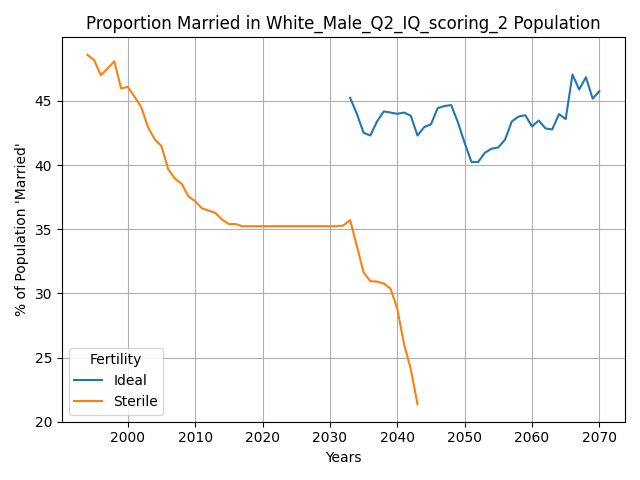 Proportion Married in White_Male_Q2_IQ_scoring_2 Population
% of Population 'Married'
45
40
35
30
25
20
Fertility
Ideal
Sterile
2000 2010 2020 2030 2040 2050 2060 2070
Years